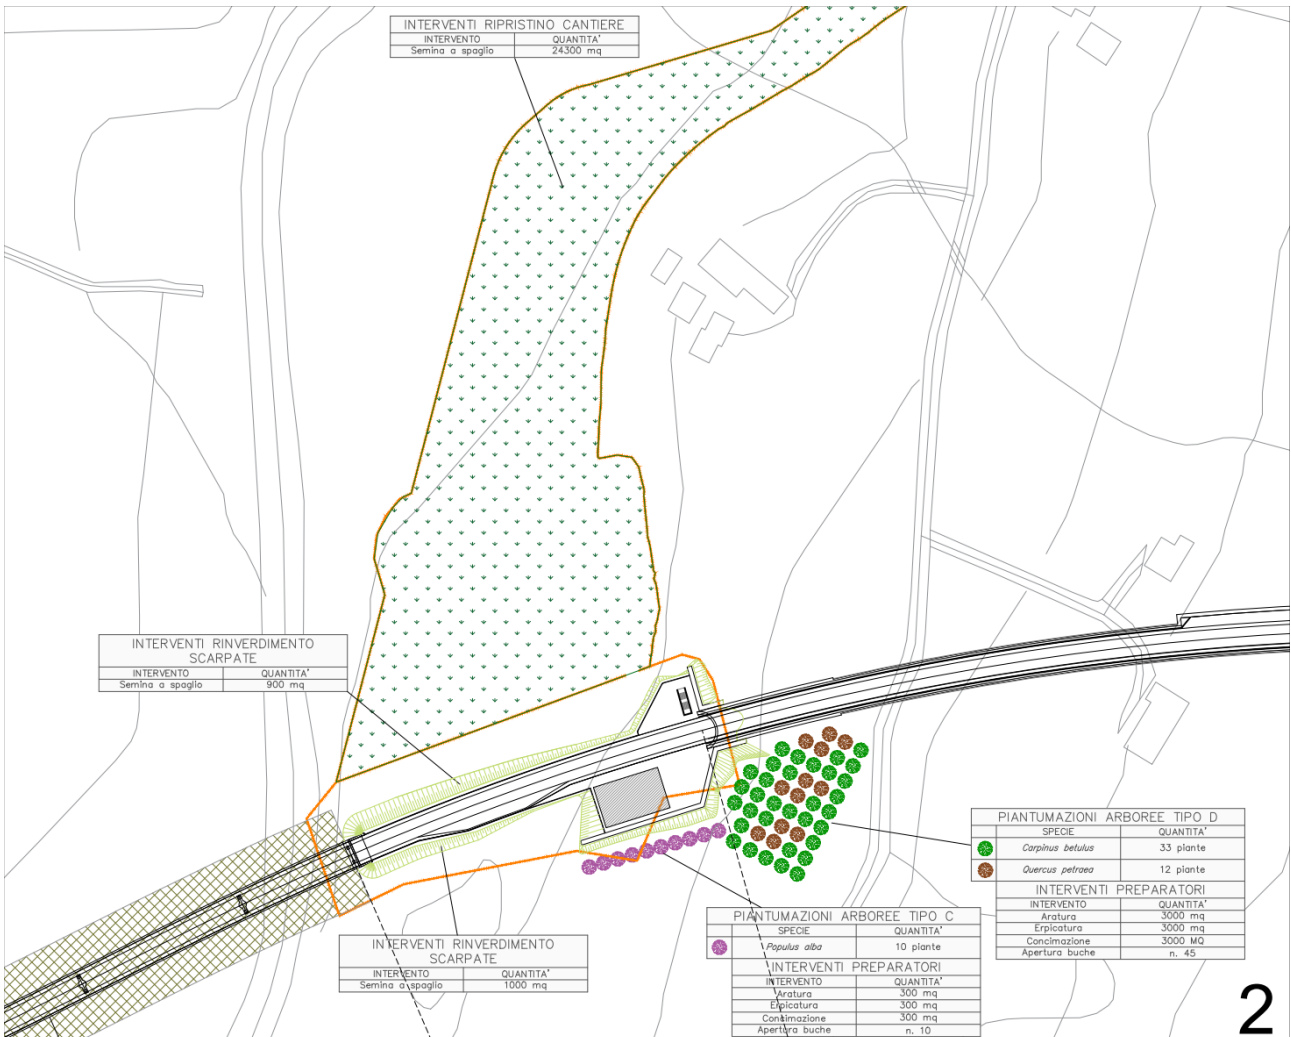 INTERVENTI RIPRISTINO CANTIERE
INTERVENTO QUANTITA'
Semina a spaglio 24300 mq
INTERVENTI RINVERDIMENTO
SCARPATE
INTERVENTO QUANTITA'
Semina a spaglio 900 mq
INTERVENTI RINVERDIMENTO
SCARPATE
INTERVENTO QUANTITA'
Semina a spaglio 1000 mq
PIANTUMAZIONI ARBOREE TIPO C
SPECIE QUANTITA'
Populus alba 10 piante
INTERVENTI PREPARATORI
INTERVENTO QUANTITA'
Aratura 300 mq
Erpicatura 300 mq
Concimazione 300 mq
Apertura buche n. 10
PIANTUMAZIONI ARBOREE TIPO D
SPECIE QUANTITA'
Carpinus betulus 33 piante
Quercus petraea 12 piante
INTERVENTI PREPARATORI
INTERVENTO QUANTITA'
Aratura 3000 mq
Erpicatura 3000 mq
Concimazione 3000 MQ
Apertura buche n. 45
2